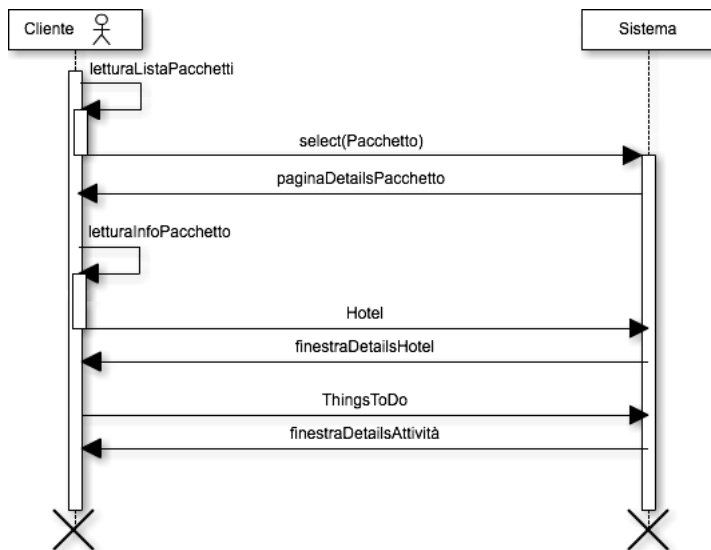 Cliente
Sistema
letturaListaPacchetti
select(Pacchetto)
paginaDetailsPacchetto
letturaInfoPacchetto
Hotel
finestraDetailsHotel
ThingsToDo
finestraDetailsAttività